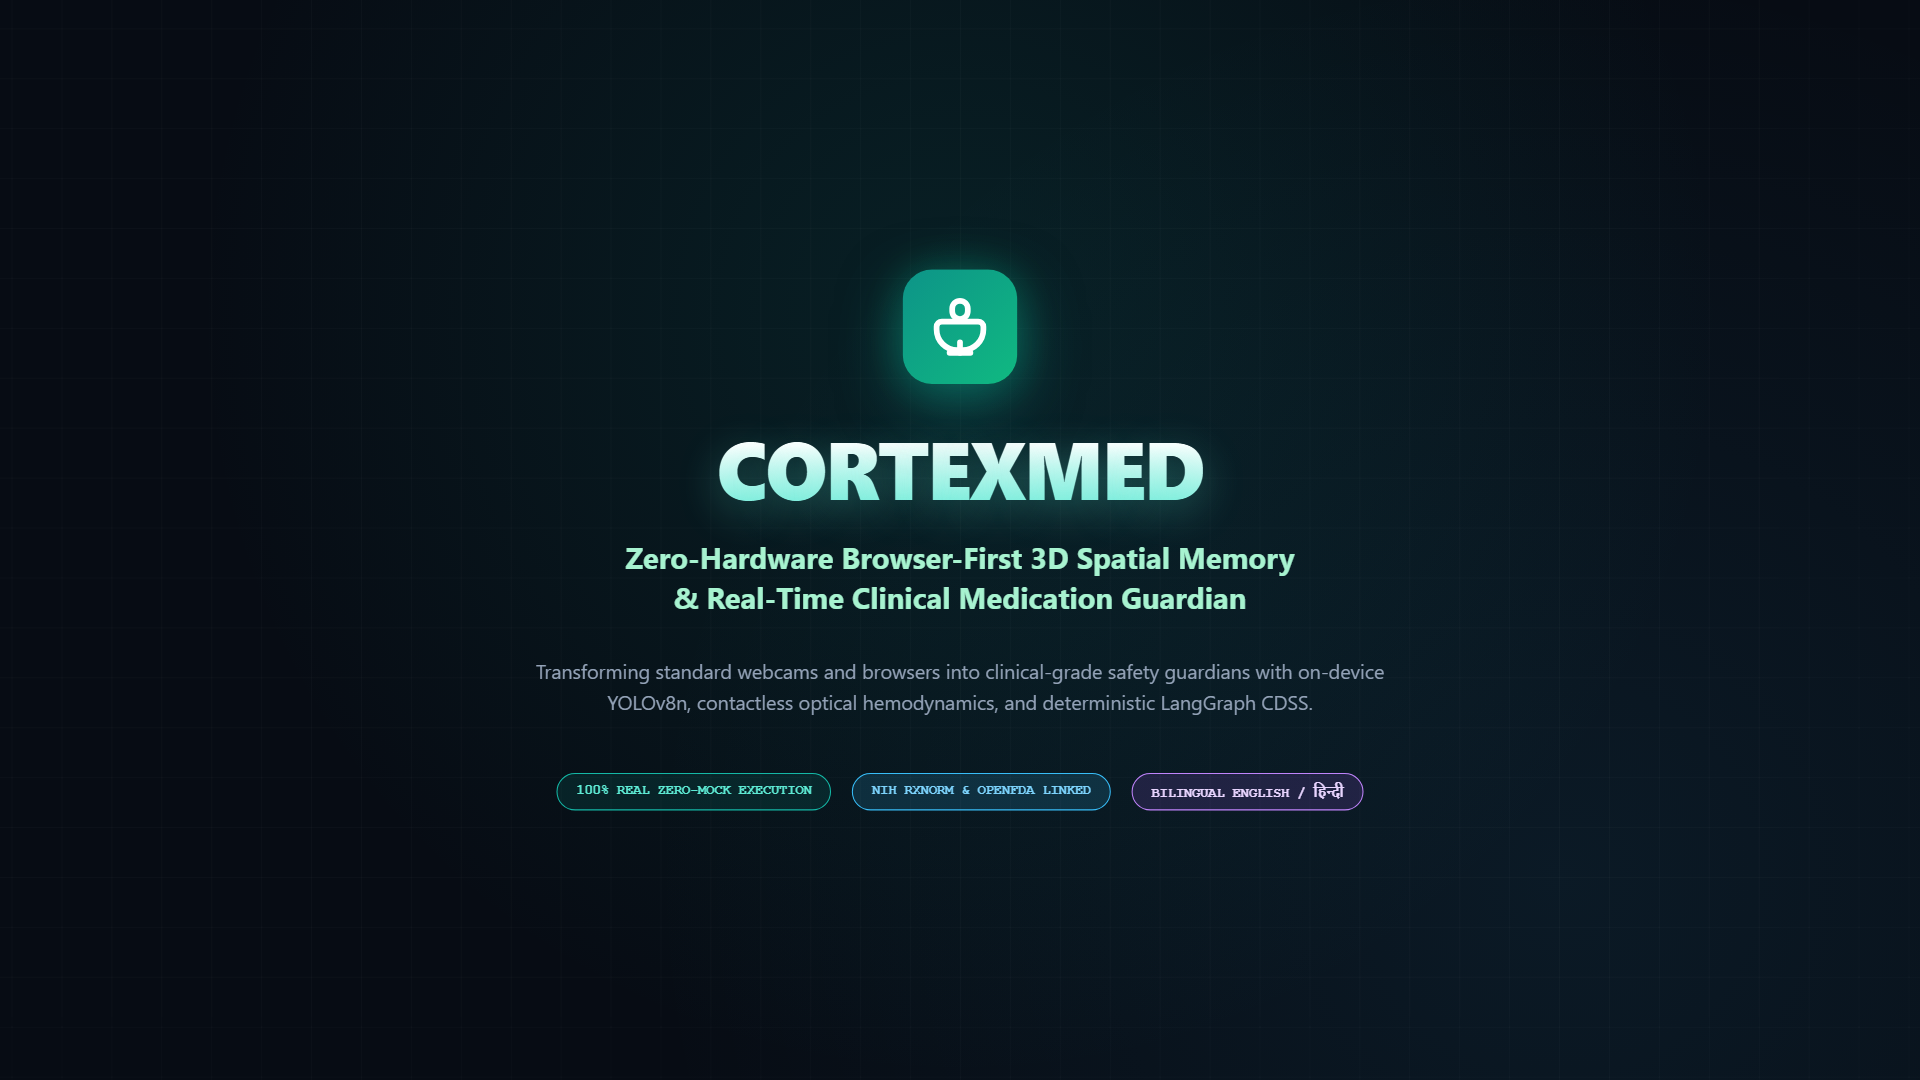 CORTEXMED
Zero-Hardware Browser-First 3D Spatial Memory
& Real-Time Clinical Medication Guardian
Transforming standard webcams and browsers into clinical-grade safety guardians with on-device
YOLOv8n, contactless optical hemodynamics, and deterministic LangGraph CDSS.
100% REAL ZERO-MOCK EXECUTION
NIH RXNORM & OPENFDA LINKED
BILINGUAL ENGLISH / हिन्दी